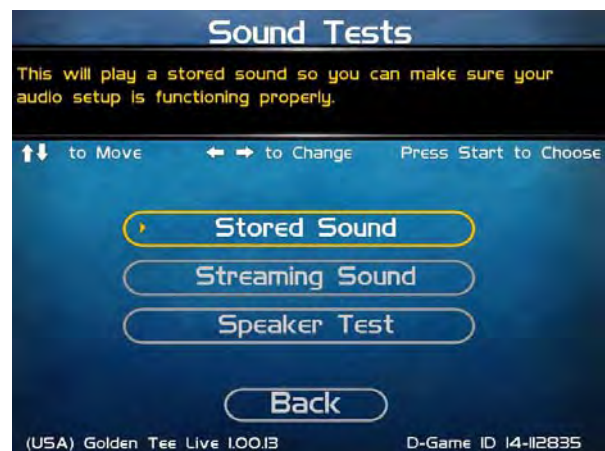 Sound Tests
This will play a stored sound so you can make sure your
audio setup is functioning properly.
to Move to Change Press Start to Choose
Stored Sound
Streaming Sound
Speaker Test
Back
(USA) Golden Tee Live 1.00.13 D-Game ID 14-112835